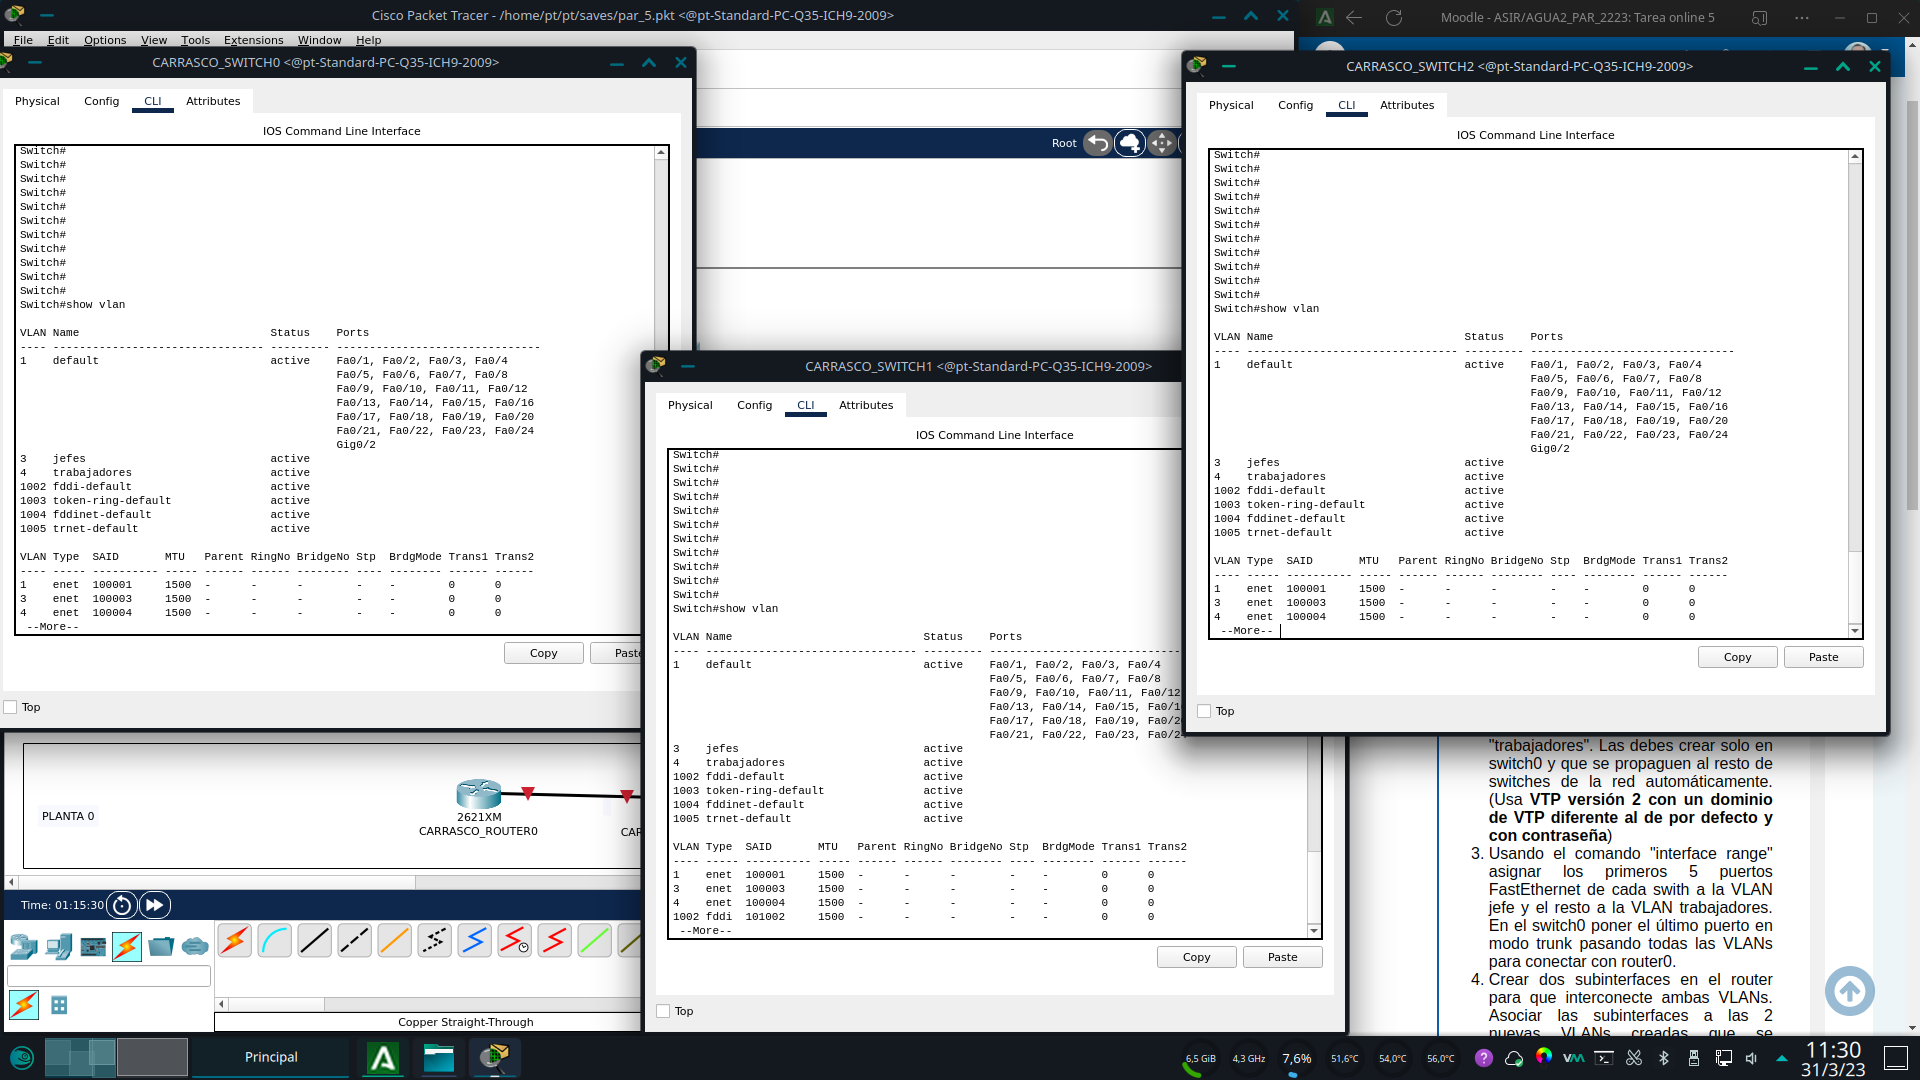 Cisco Packet Tracer - /home/pt/pt/saves/par_5.pkt <@pt-Standard-PC-Q35-ICH9-2009>
File Edit Options View Tools Extensions Window Help
Root
Moodle - ASIR/AGUA2_PAR_2223: Tarea online 5
CARRASCO_SWITCH0 <@pt-Standard-PC-Q35-ICH9-2009>
Physical Config CLI Attributes
IOS Command Line Interface
Switch#
Switch#
Switch#
Switch#
Switch#
Switch#
Switch#
Switch#
Switch#
Switch#
Switch#
Switch#show vlan
VLAN Name Status Ports
---- -------------------------------- --------- -------------------------------
1 default active Fa0/1, Fa0/2, Fa0/3, Fa0/4
Fa0/5, Fa0/6, Fa0/7, Fa0/8
Fa0/9, Fa0/10, Fa0/11, Fa0/12
Fa0/13, Fa0/14, Fa0/15, Fa0/16
Fa0/17, Fa0/18, Fa0/19, Fa0/20
Fa0/21, Fa0/22, Fa0/23, Fa0/24
Gig0/2
3 jefes active
4 trabajadores active
1002 fddi-default active
1003 token-ring-default active
1004 fddinet-default active
1005 trnet-default active
VLAN Type SAID MTU Parent RingNo BridgeNo Stp BrdgMode Trans1 Trans2
---- ----- ---------- ----- ------ ------ -------- ---- -------- ------ ------
1 enet 100001 1500 - - - - - 0 0
3 enet 100003 1500 - - - - - 0 0
4 enet 100004 1500 - - - - - 0 0
--More--
Copy Paste
Top
CARRASCO_SWITCH1 <@pt-Standard-PC-Q35-ICH9-2009>
Physical Config CLI Attributes
IOS Command Line Interface
Switch#
Switch#
Switch#
Switch#
Switch#
Switch#
Switch#
Switch#
Switch#
Switch#
Switch#
Switch#show vlan
VLAN Name Status Ports
---- -------------------------------- --------- -----------------------------
1 default active Fa0/1, Fa0/2, Fa0/3, Fa0/4
Fa0/5, Fa0/6, Fa0/7, Fa0/8
Fa0/9, Fa0/10, Fa0/11, Fa0/12
Fa0/13, Fa0/14, Fa0/15, Fa0/1
Fa0/17, Fa0/18, Fa0/19, Fa0/2
Fa0/21, Fa0/22, Fa0/23, Fa0/24
3 jefes active
4 trabajadores active
1002 fddi-default active
1003 token-ring-default active
1004 fddinet-default active
1005 trnet-default active
VLAN Type SAID MTU Parent RingNo BridgeNo Stp BrdgMode Trans1 Trans2
---- ----- ---------- ----- ------ ------ -------- ---- -------- ------ ------
1 enet 100001 1500 - - - - - 0 0
3 enet 100003 1500 - - - - - 0 0
4 enet 100004 1500 - - - - - 0 0
1002 fddi 101002 1500 - - - - - 0 0
--More--
Copy Paste
Top
CARRASCO_SWITCH2 <@pt-Standard-PC-Q35-ICH9-2009>
Physical Config CLI Attributes
IOS Command Line Interface
Switch#
Switch#
Switch#
Switch#
Switch#
Switch#
Switch#
Switch#
Switch#
Switch#
Switch#
Switch#show vlan
VLAN Name Status Ports
---- -------------------------------- --------- -------------------------------
1 default active Fa0/1, Fa0/2, Fa0/3, Fa0/4
Fa0/5, Fa0/6, Fa0/7, Fa0/8
Fa0/9, Fa0/10, Fa0/11, Fa0/12
Fa0/13, Fa0/14, Fa0/15, Fa0/16
Fa0/17, Fa0/18, Fa0/19, Fa0/20
Fa0/21, Fa0/22, Fa0/23, Fa0/24
Gig0/2
3 jefes active
4 trabajadores active
1002 fddi-default active
1003 token-ring-default active
1004 fddinet-default active
1005 trnet-default active
VLAN Type SAID MTU Parent RingNo BridgeNo Stp BrdgMode Trans1 Trans2
---- ----- ---------- ----- ------ ------ -------- ---- -------- ------ ------
1 enet 100001 1500 - - - - - 0 0
3 enet 100003 1500 - - - - - 0 0
4 enet 100004 1500 - - - - - 0 0
--More--
Copy Paste
Top
PLANTA 0
2621XM
CARRASCO_ROUTER0
CAR
Time: 01:15:30
Copper Straight-Through
"trabajadores". Las debes crear solo en
switch0 y que se propaguen al resto de
switches de la red automáticamente.
(Usa VTP versión 2 con un dominio
de VTP diferente al de por defecto y
con contraseña)
3. Usando el comando "interface range"
asignar los primeros 5 puertos
FastEthernet de cada swith a la VLAN
jefe y el resto a la VLAN trabajadores.
En el switch0 poner el último puerto en
modo trunk pasando todas las VLANs
para conectar con router0.
4. Crear dos subinterfaces en el router
para que interconecte ambas VLANs.
Asociar las subinterfaces a las 2
nuevas VLANs creadas que se
Principal
6,5 GiB 4,3 GHz 7,6% 51,6°C 54,0°C 56,0°C
11:30
31/3/23